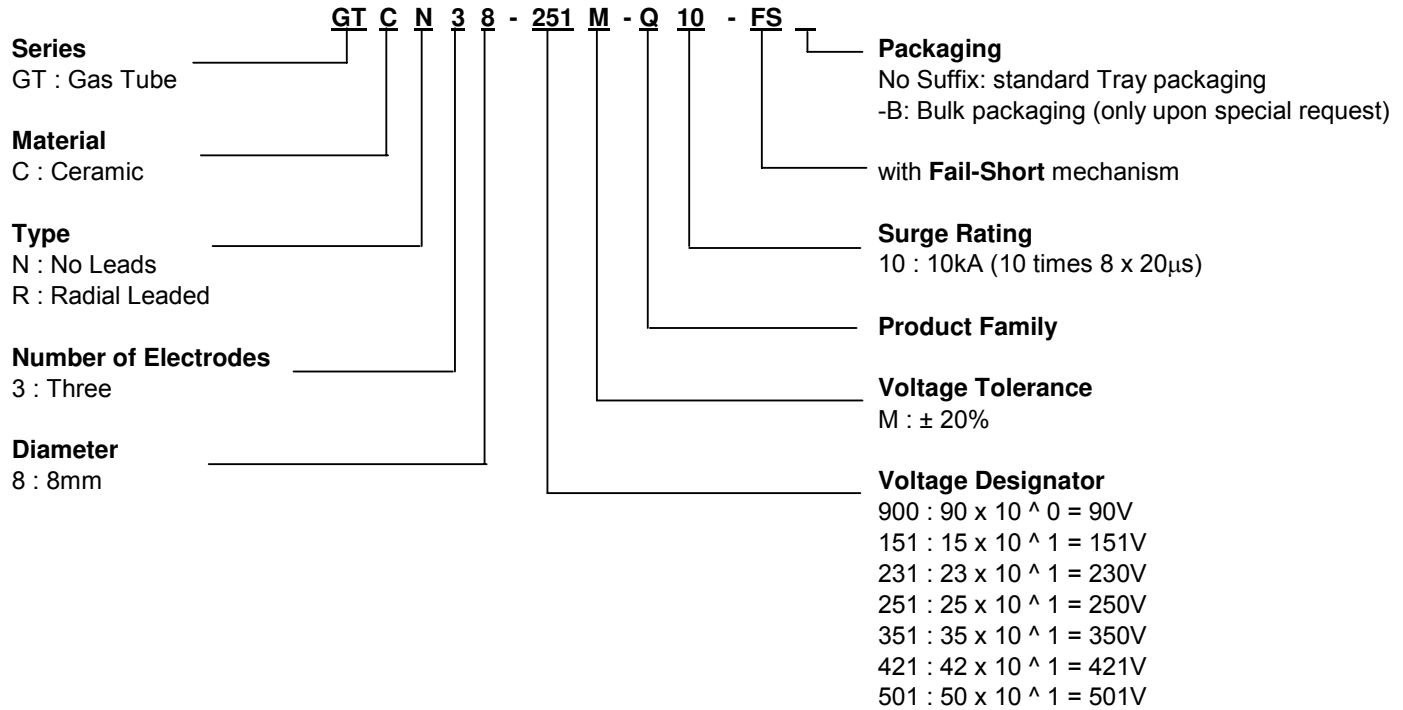 GT C N 3 8 - 251 M - Q 10 - FS _
Series
GT : Gas Tube
Material
C : Ceramic
Type
N : No Leads
R : Radial Leaded
Number of Electrodes
3 : Three
Diameter
8 : 8mm
Packaging
No Suffix: standard Tray packaging
-B: Bulk packaging (only upon special request)
with Fail-Short mechanism
Surge Rating
10 : 10kA (10 times 8 x 20μs)
Product Family
Voltage Tolerance
M : ± 20%
Voltage Designator
900 : 90 x 10 ^ 0 = 90V
151 : 15 x 10 ^ 1 = 151V
231 : 23 x 10 ^ 1 = 230V
251 : 25 x 10 ^ 1 = 250V
351 : 35 x 10 ^ 1 = 350V
421 : 42 x 10 ^ 1 = 421V
501 : 50 x 10 ^ 1 = 501V